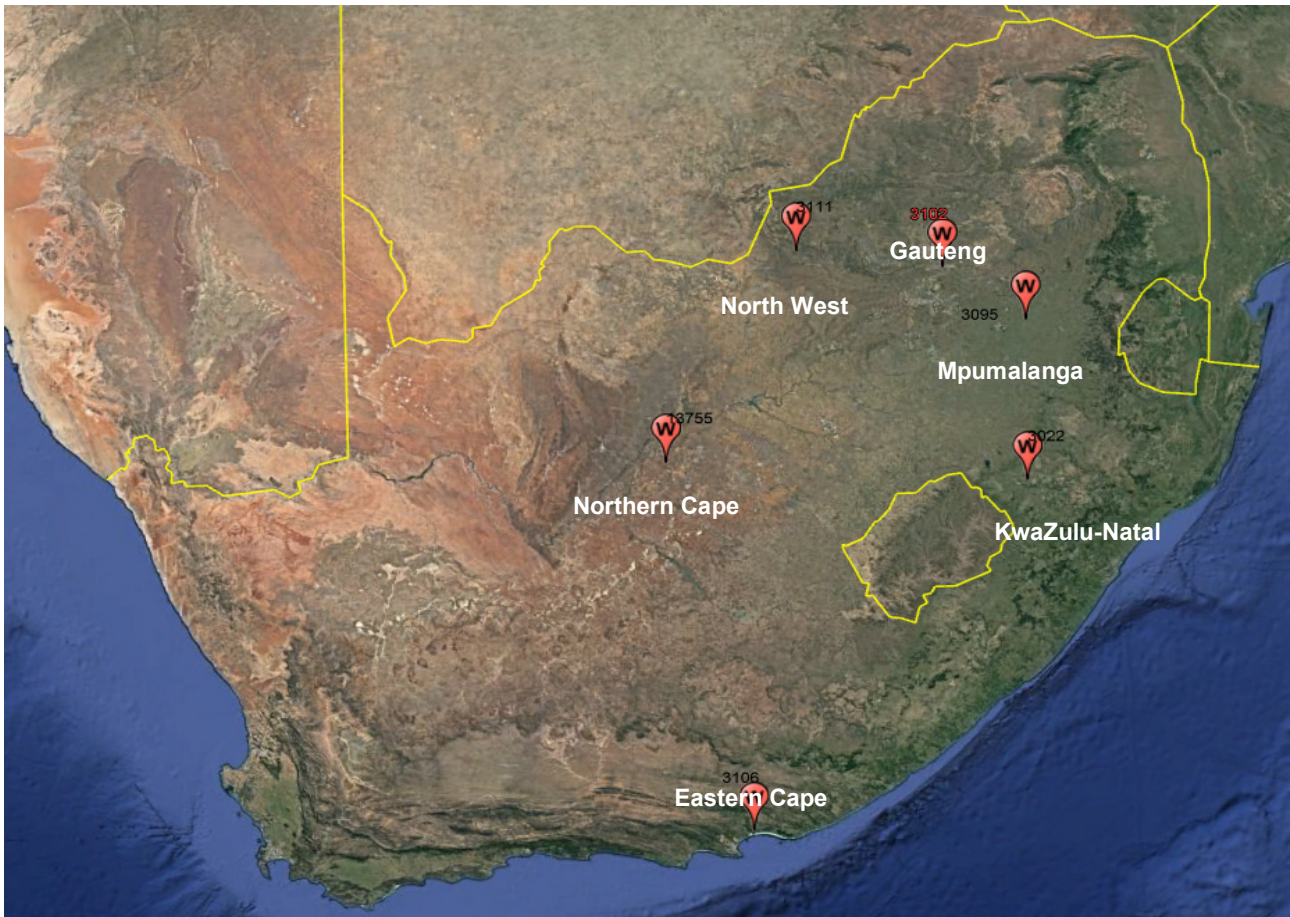 3111
W
3102
W
Gauteng
W
North West
3095
Mpumalanga
13755
W
3022
W
Northern Cape
KwaZulu-Natal
3106
W
Eastern Cape